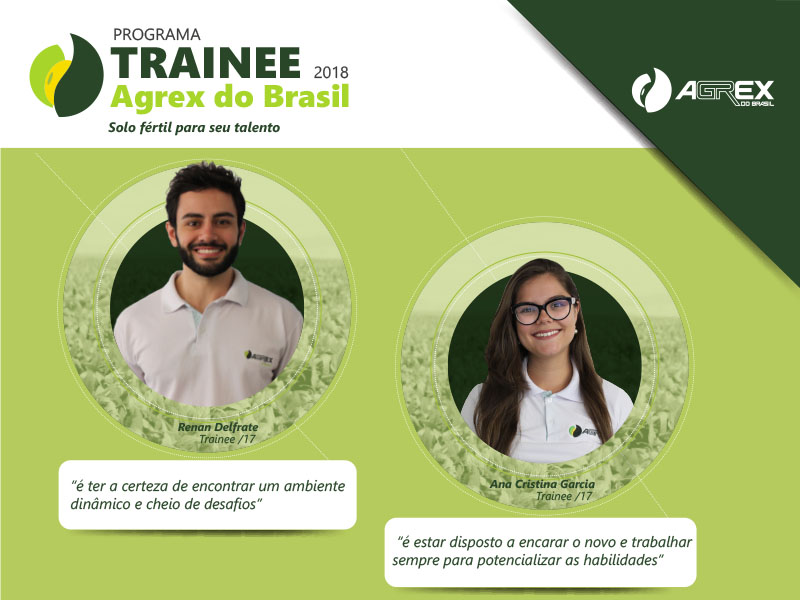 PROGRAMA
TRAINEE 2018
Agrex do Brasil
Solo fértil para seu talento
AGREX
DO BRASIL
AGREX
Renan Delfrate
Trainee /17
“é ter a certeza de encontrar um ambiente
dinâmico e cheio de desafios”
AGR
Ana Cristina Garcia
Trainee /17
“é estar disposto a encarar o novo e trabalhar
sempre para potencializar as habilidades”